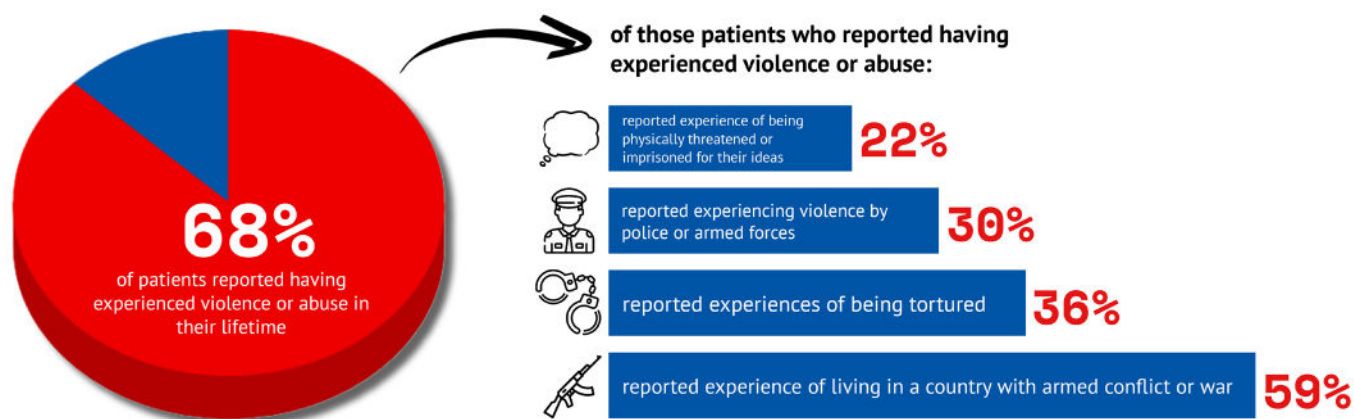 68%
of patients reported having
experienced violence or abuse in
their lifetime
of those patients who reported having
experienced violence or abuse:
reported experience of being
physically threatened or
imprisoned for their ideas
22%
reported experiencing violence by
police or armed forces
30%
reported experiences of being tortured
36%
reported experience of living in a country with armed conflict or war
59%